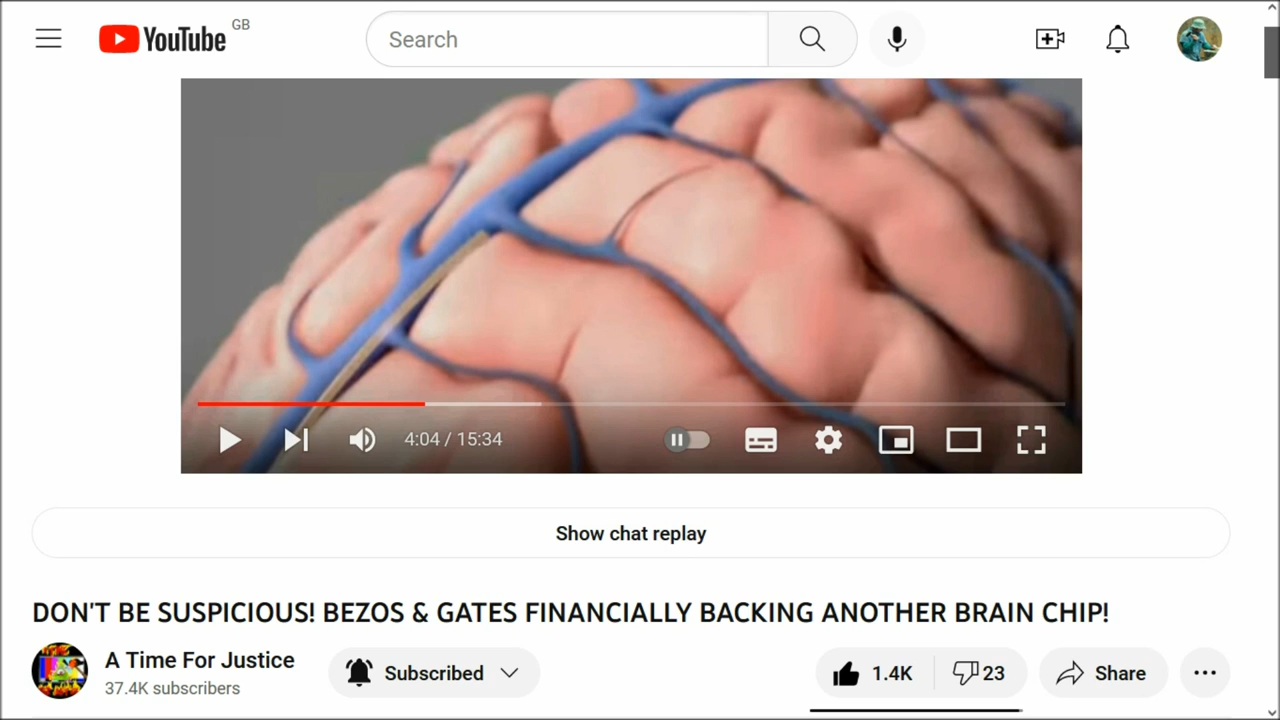 YouTube GB
Search
4:04 / 15:34
Show chat replay
DON'T BE SUSPICIOUS! BEZOS & GATES FINANCIALLY BACKING ANOTHER BRAIN CHIP!
A Time For Justice
37.4K subscribers
Subscribed
1.4K
23
Share